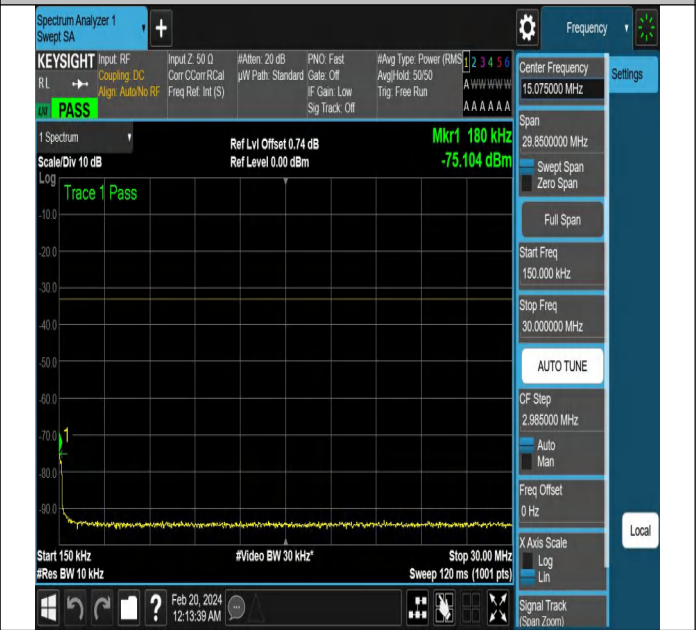 Spectrum Analyzer 1
Swept SA
+
Frequency
KEYSIGHT Input: RF
RL
Coupling: DC
Align: Auto/No RF
PASS
Input Z: 50 Ω
Corr CCorr RCal
Freq Ref: Int (S)
#Atten: 20 dB
µW Path: Standard
PNO: Fast
Gate: Off
IF Gain: Low
Sig Track: Off
#Avg Type: Power (RMS
Avg|Hold: 50/50
Trig: Free Run
1 2 3 4 5 6
A W W W W W
A A A A A A
1 Spectrum
Scale/Div 10 dB
Ref Lvl Offset 0.74 dB
Ref Level 0.00 dBm
Mkr1 180 kHz
-75.104 dBm
Log
Trace 1 Pass
-10.0
-20.0
-30.0
-40.0
-50.0
-60.0
-70.0
-80.0
-90.0
1
Start 150 kHz
#Res BW 10 kHz
#Video BW 30 kHz*
Stop 30.00 MHz
Sweep 120 ms (1001 pts)
Feb 20, 2024
12:13:39 AM
Center Frequency
15.075000 MHz
Settings
Span
29.8500000 MHz
Swept Span
Zero Span
Full Span
Start Freq
150.000 kHz
Stop Freq
30.000000 MHz
AUTO TUNE
CF Step
2.985000 MHz
Auto
Man
Freq Offset
0 Hz
X Axis Scale
Log
Lin
Local
Signal Track
(Span Zoom)